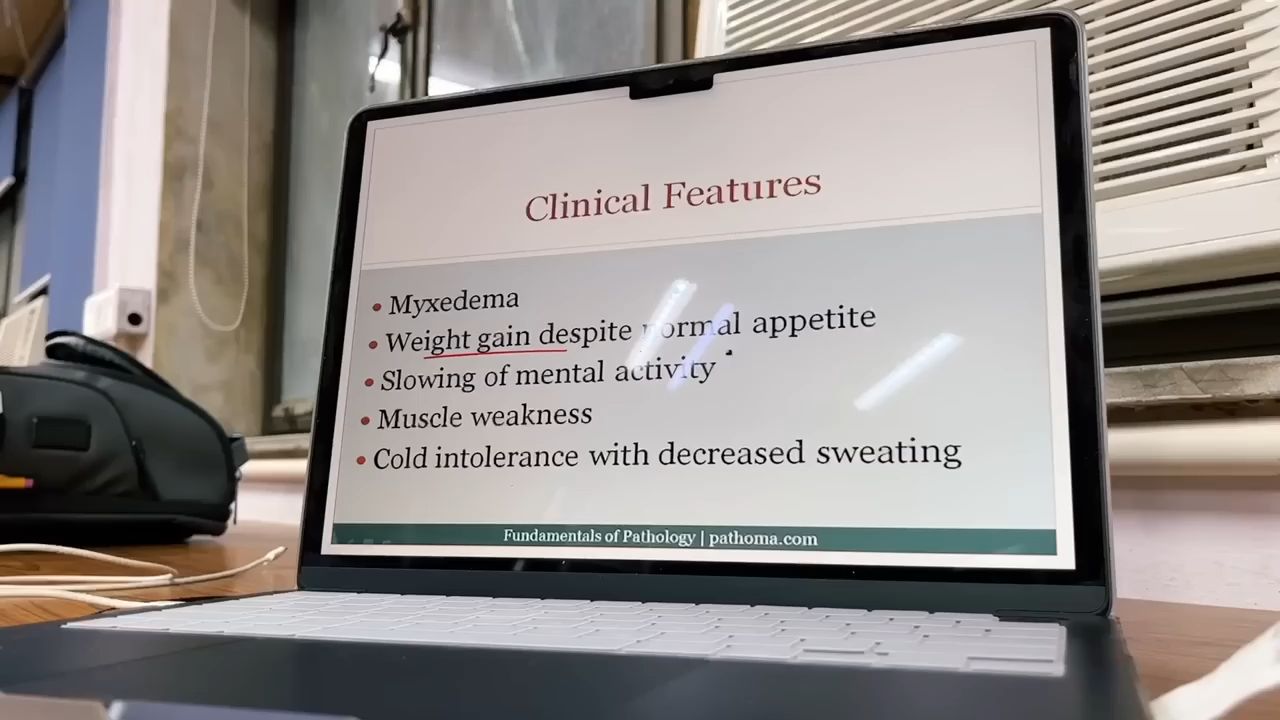 Clinical Features
• Myxedema
• Weight gain despite normal appetite
• Slowing of mental activity
• Muscle weakness
• Cold intolerance with decreased sweating
Fundamentals of Pathology | pathoma.com